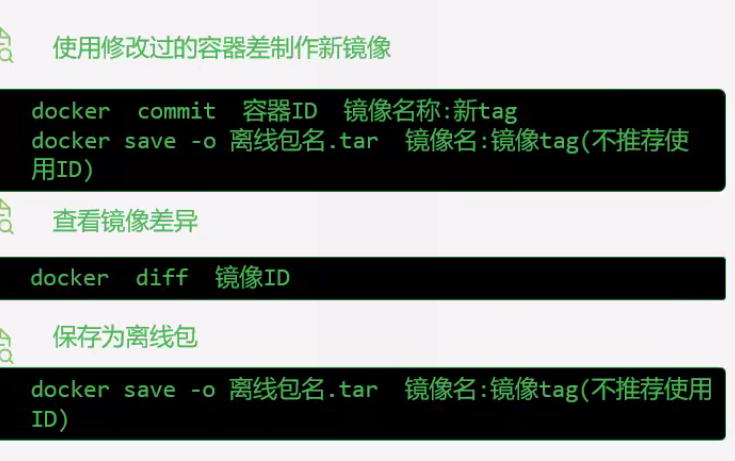 使用修改过的容器差制作新镜像
docker commit 容器ID 镜像名称:新tag
docker save -o 离线包名.tar 镜像名:镜像tag(不推荐使
用ID)
查看镜像差异
docker diff 镜像ID
保存为离线包
docker save -o 离线包名.tar 镜像名:镜像tag(不推荐使用
ID)